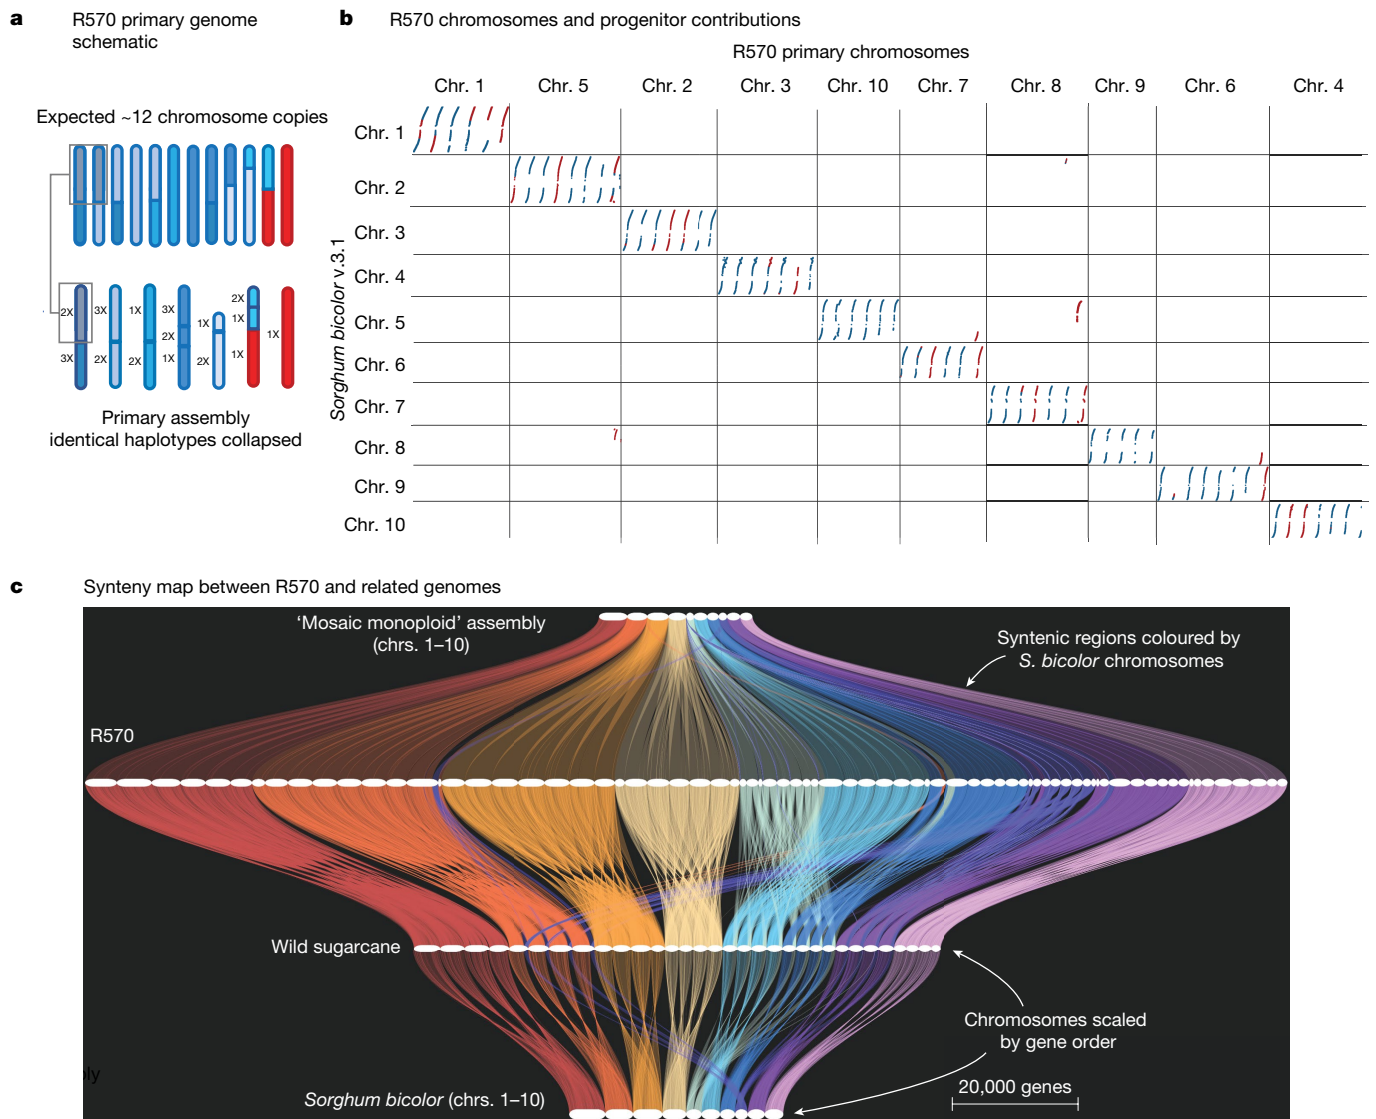 a
R570 primary genome
schematic
Expected ~12 chromosome copies
2X
3X
3X
2X
1X
2X
3X
2X
1X
1X
2X
2X
1X
1X
1X
Primary assembly
identical haplotypes collapsed
b
R570 chromosomes and progenitor contributions
R570 primary chromosomes
Chr. 1 Chr. 5 Chr. 2 Chr. 3 Chr. 10 Chr. 7 Chr. 8 Chr. 9 Chr. 6 Chr. 4
Sorghum bicolor v.3.1
Chr. 1
Chr. 2
Chr. 3
Chr. 4
Chr. 5
Chr. 6
Chr. 7
Chr. 8
Chr. 9
Chr. 10
c
Synteny map between R570 and related genomes
‘Mosaic monoploid’ assembly
(chrs. 1–10)
Syntenic regions coloured by
S. bicolor chromosomes
R570
Wild sugarcane
Chromosomes scaled
by gene order
20,000 genes
Sorghum bicolor (chrs. 1–10)